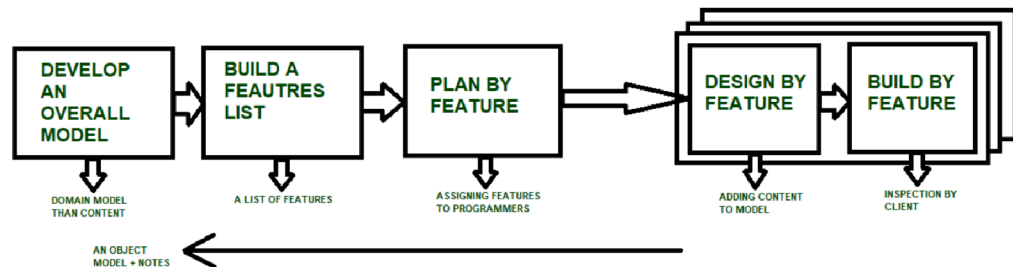 DEVELOP
AN
OVERALL
MODEL
BUILD A
FEAUTRES
LIST
PLAN BY
FEATURE
DESIGN BY
FEATURE
BUILD BY
FEATURE
DOMAIN MODEL
THAN CONTENT
A LIST OF FEATURES
ASSIGNING FEATURES
TO PROGRAMMERS
ADDING CONTENT
TO MODEL
INSPECTION BY
CLIENT
AN OBJECT
MODEL + NOTES